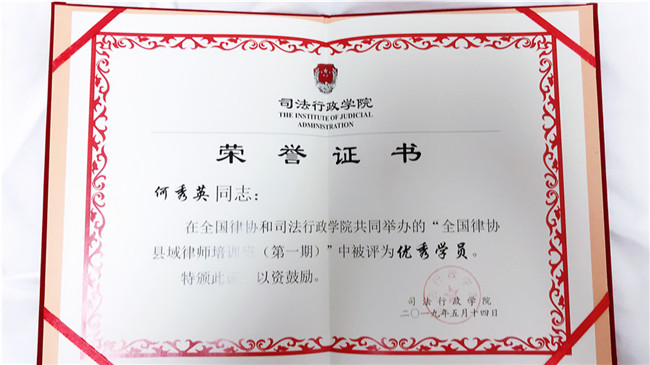 司法行政学院
THE INSTITUTE OF JUDICIAL
ADMINISTRATION
荣誉证书
何秀英同志：
在全国律协和司法行政学院共同举办的“全国律协
县域律师培训班（第一期）”中被评为优秀学员。
特颁此证，以资鼓励。
司法行政学院
二〇一九年五月十四日